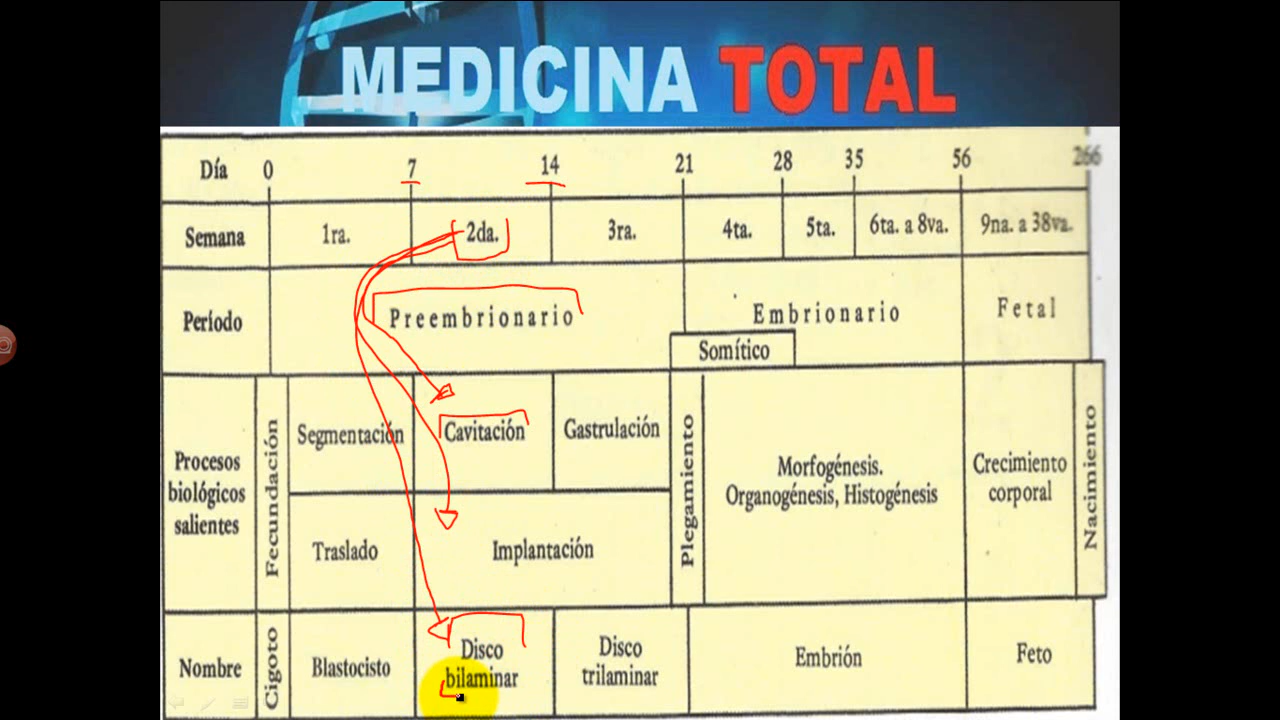 MEDICINA TOTAL
Día 0 7 14 21 28 35 56 266
Semana 1ra. 2da. 3ra. 4ta. 5ta. 6ta. a 8va. 9na. a 38va.
Período Preembrionario Embrionario Fetal
Somítico
Procesos
biológicos
salientes
Fecundación
Segmentación Cavitación Gastrulación
Traslado Implantación
Plegamiento
Morfogénesis.
Organogénesis, Histogénesis
Crecimiento
corporal
Nacimiento
Nombre Cigoto Blastocisto
Disco
bilaminar
Disco
trilaminar
Embrión Feto